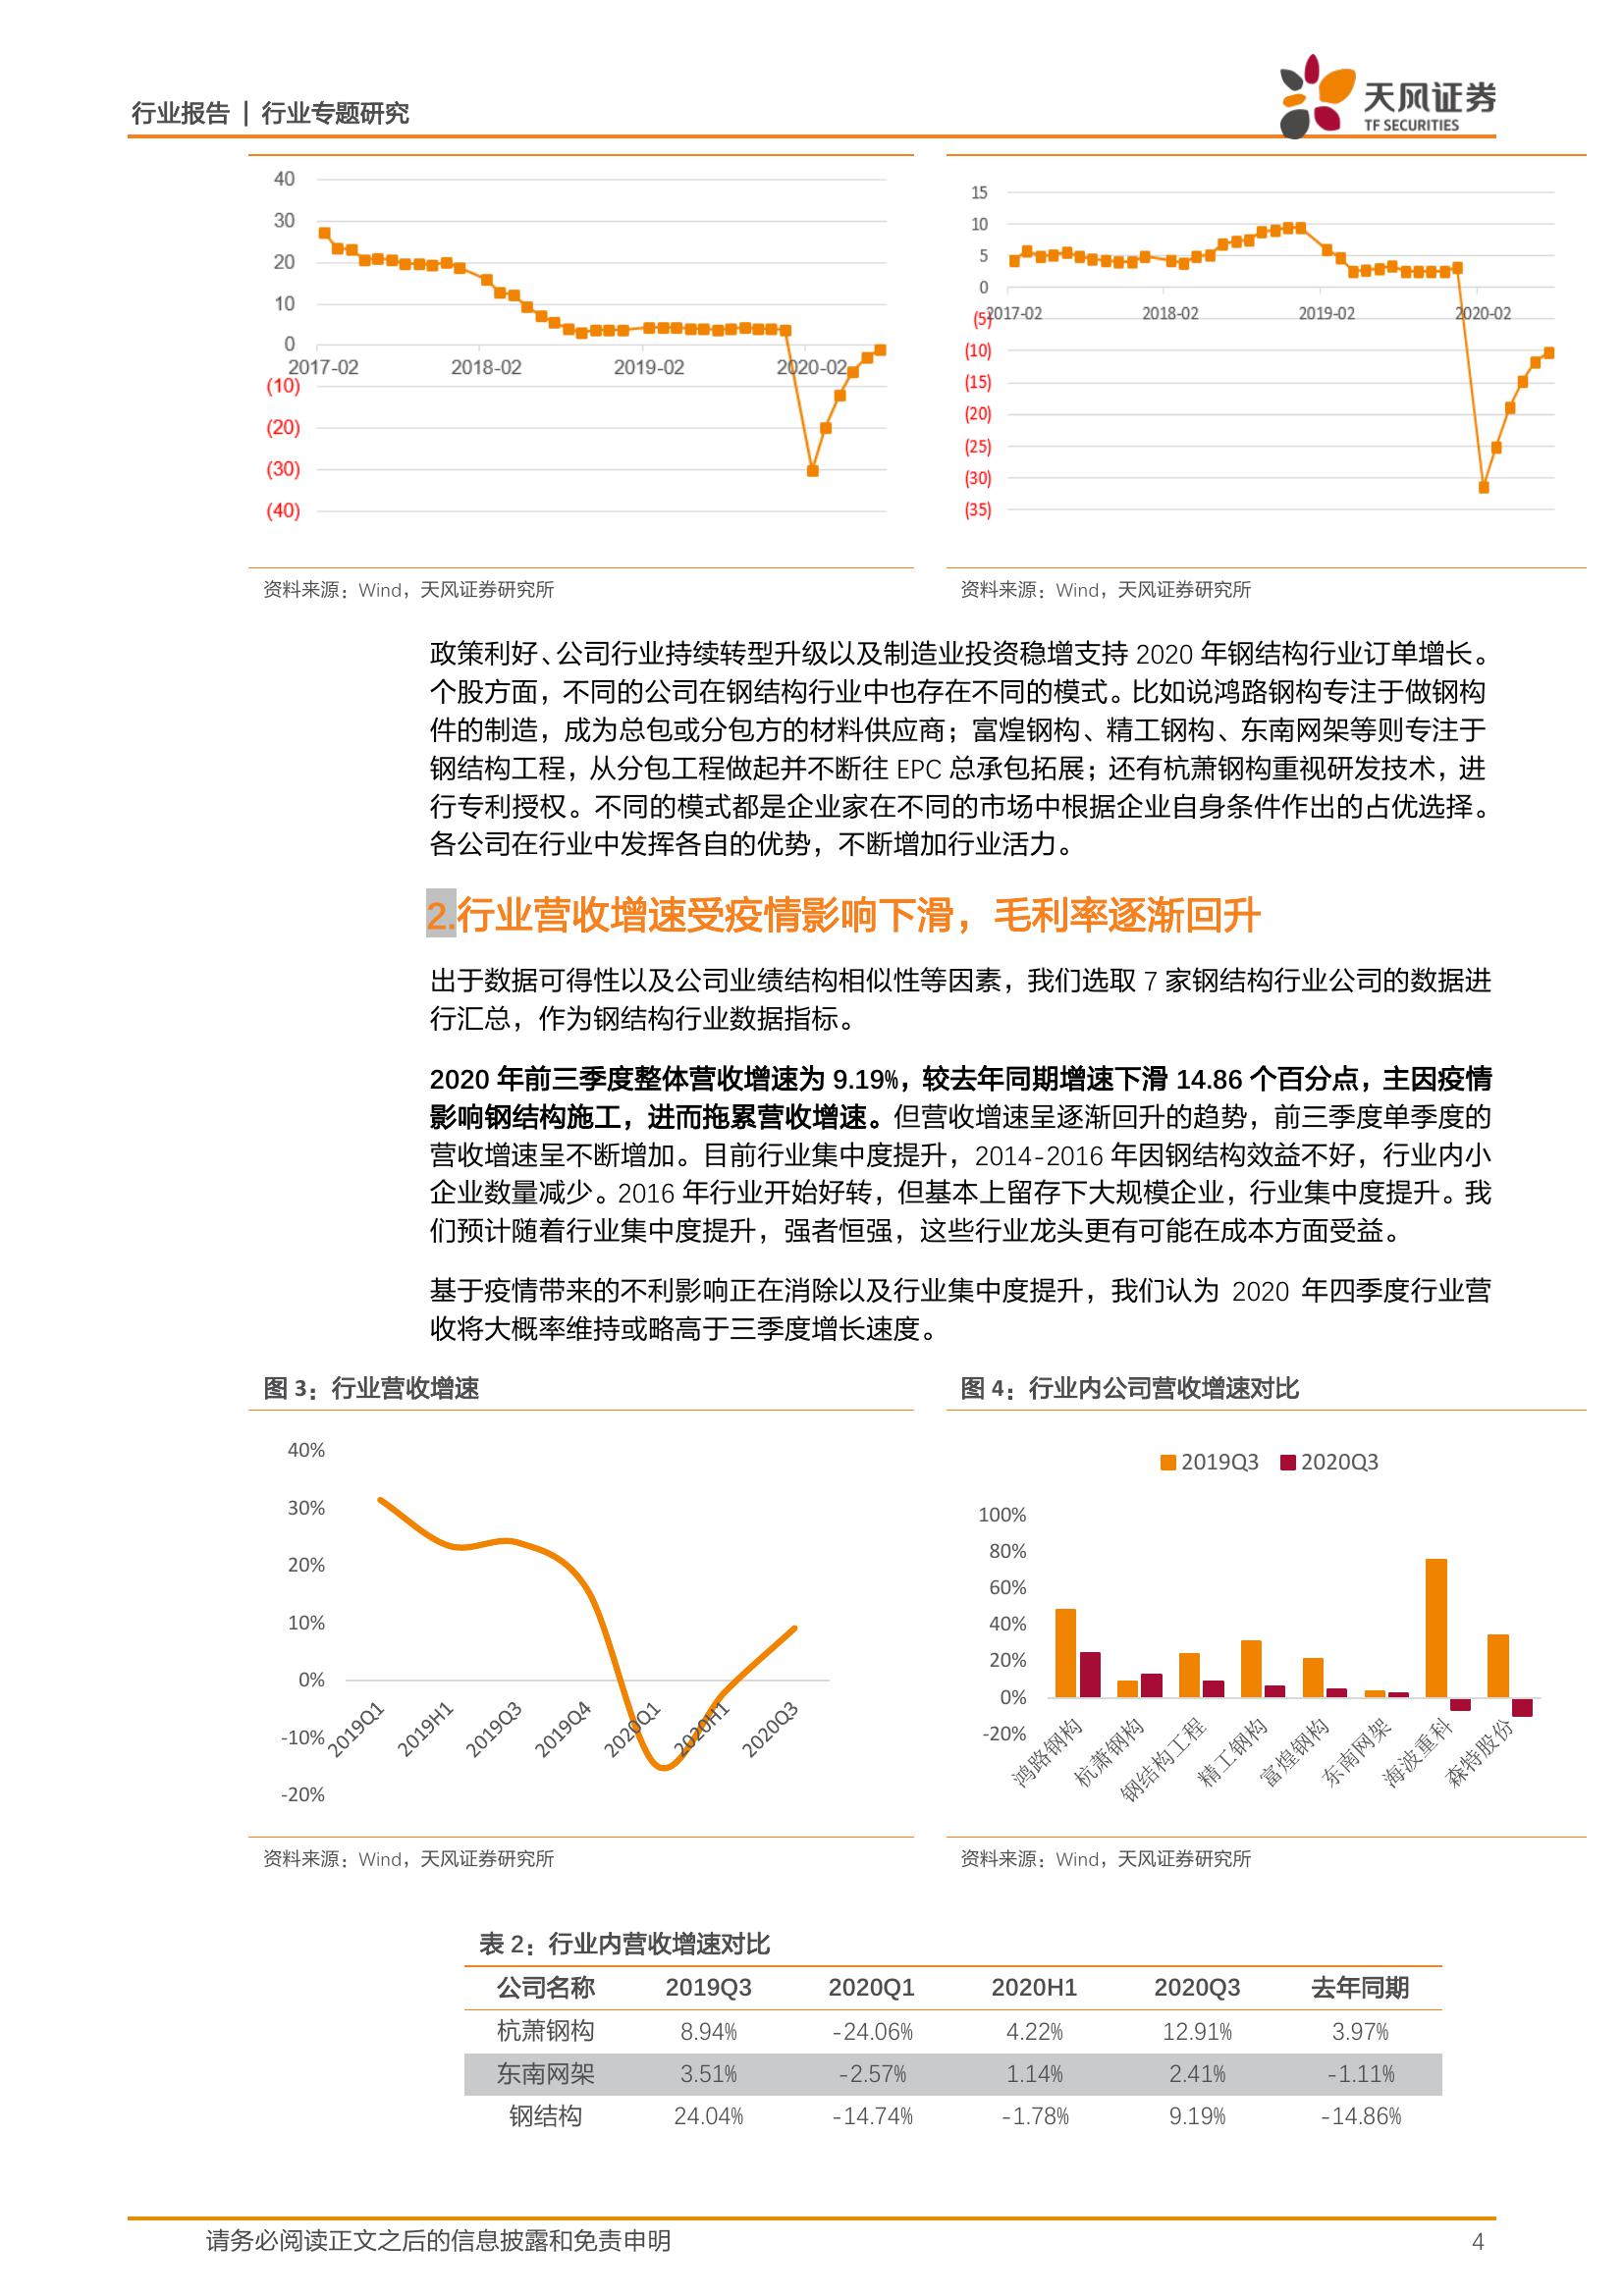 行业报告 | 行业专题研究
天风证券
TF SECURITIES
40
30
20
10
0
(10)
(20)
(30)
(40)
2017-02 2018-02 2019-02 2020-02
15
10
5
0
(5)
(10)
(15)
(20)
(25)
(30)
(35)
2017-02 2018-02 2019-02 2020-02
资料来源：Wind，天风证券研究所
资料来源：Wind，天风证券研究所
政策利好、公司行业持续转型升级以及制造业投资稳增支持 2020 年钢结构行业订单增长。
个股方面，不同的公司在钢结构行业中也存在不同的模式。比如说鸿路钢构专注于做钢构
件的制造，成为总包或分包方的材料供应商；富煌钢构、精工钢构、东南网架等则专注于
钢结构工程，从分包工程做起并不断往 EPC 总承包拓展；还有杭萧钢构重视研发技术，进
行专利授权。不同的模式都是企业家在不同的市场中根据企业自身条件作出的占优选择。
各公司在行业中发挥各自的优势，不断增加行业活力。
2.行业营收增速受疫情影响下滑，毛利率逐渐回升
出于数据可得性以及公司业绩结构相似性等因素，我们选取 7 家钢结构行业公司的数据进
行汇总，作为钢结构行业数据指标。
2020 年前三季度整体营收增速为 9.19%，较去年同期增速下滑 14.86 个百分点，主因疫情
影响钢结构施工，进而拖累营收增速。但营收增速呈逐渐回升的趋势，前三季度单季度的
营收增速呈不断增加。目前行业集中度提升，2014-2016 年因钢结构效益不好，行业内小
企业数量减少。2016 年行业开始好转，但基本上留存下大规模企业，行业集中度提升。我
们预计随着行业集中度提升，强者恒强，这些行业龙头更有可能在成本方面受益。
基于疫情带来的不利影响正在消除以及行业集中度提升，我们认为 2020 年四季度行业营
收将大概率维持或略高于三季度增长速度。
图 3：行业营收增速
40%
30%
20%
10%
0%
-10%
-20%
2019Q1 2019H1 2019Q3 2019Q4 2020Q1 2020H1 2020Q3
图 4：行业内公司营收增速对比
2019Q3 2020Q3
100%
80%
60%
40%
20%
0%
-20%
鸿路钢构 杭萧钢构 钢结构工程 精工钢构 富煌钢构 东南网架 海波重科 森特股份
资料来源：Wind，天风证券研究所
资料来源：Wind，天风证券研究所
表 2：行业内营收增速对比
公司名称 2019Q3 2020Q1 2020H1 2020Q3 去年同期
杭萧钢构 8.94% -24.06% 4.22% 12.91% 3.97%
东南网架 3.51% -2.57% 1.14% 2.41% -1.11%
钢结构 24.04% -14.74% -1.78% 9.19% -14.86%
请务必阅读正文之后的信息披露和免责申明 4